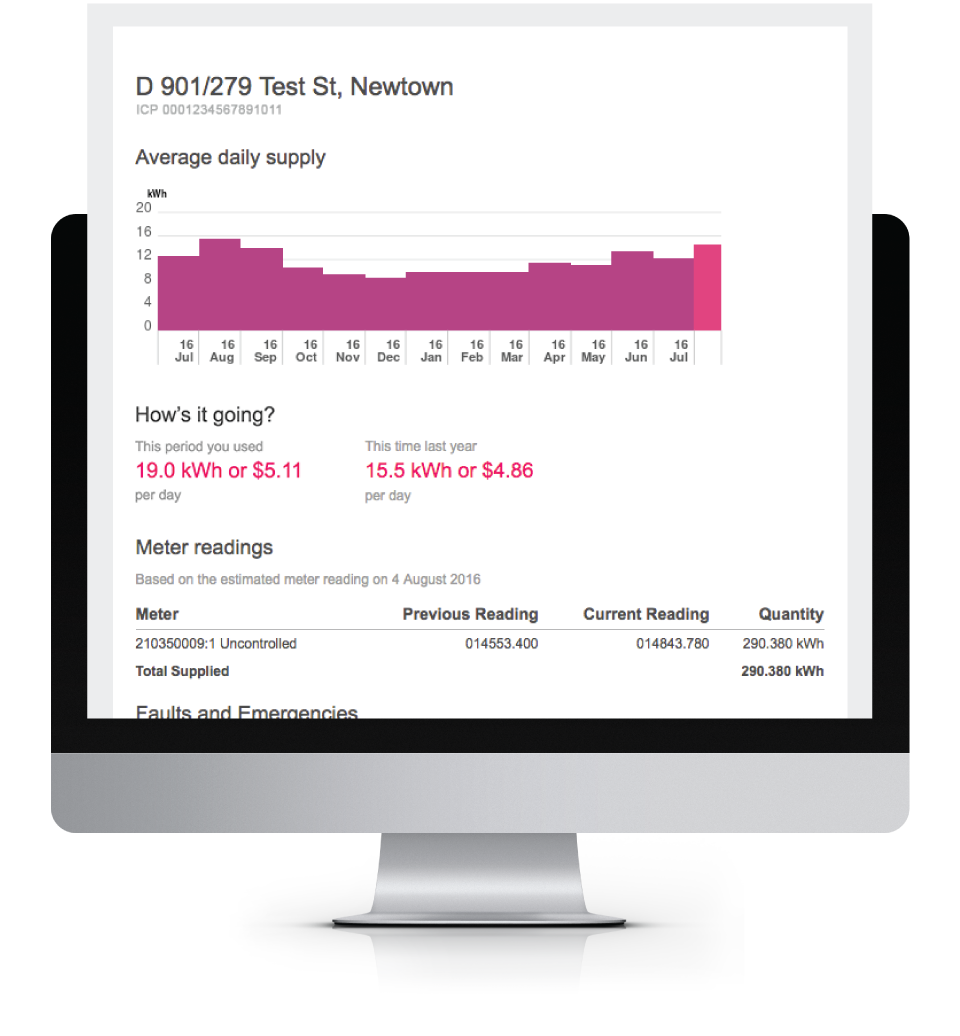 D 901/279 Test St, Newtown
ICP 0001234567891011
Average daily supply
kWh
20
16
12
8
4
0
16 16 16 16 16 16 16 16 16 16 16 16 16
Jul Aug Sep Oct Nov Dec Jan Feb Mar Apr May Jun Jul
How's it going?
This period you used This time last year
19.0 kWh or $5.11 15.5 kWh or $4.86
per day per day
Meter readings
Based on the estimated meter reading on 4 August 2016
Meter Previous Reading Current Reading Quantity
210350009:1 Uncontrolled 014553.400 014843.780 290.380 kWh
Total Supplied 290.380 kWh
Faults and Emergencies